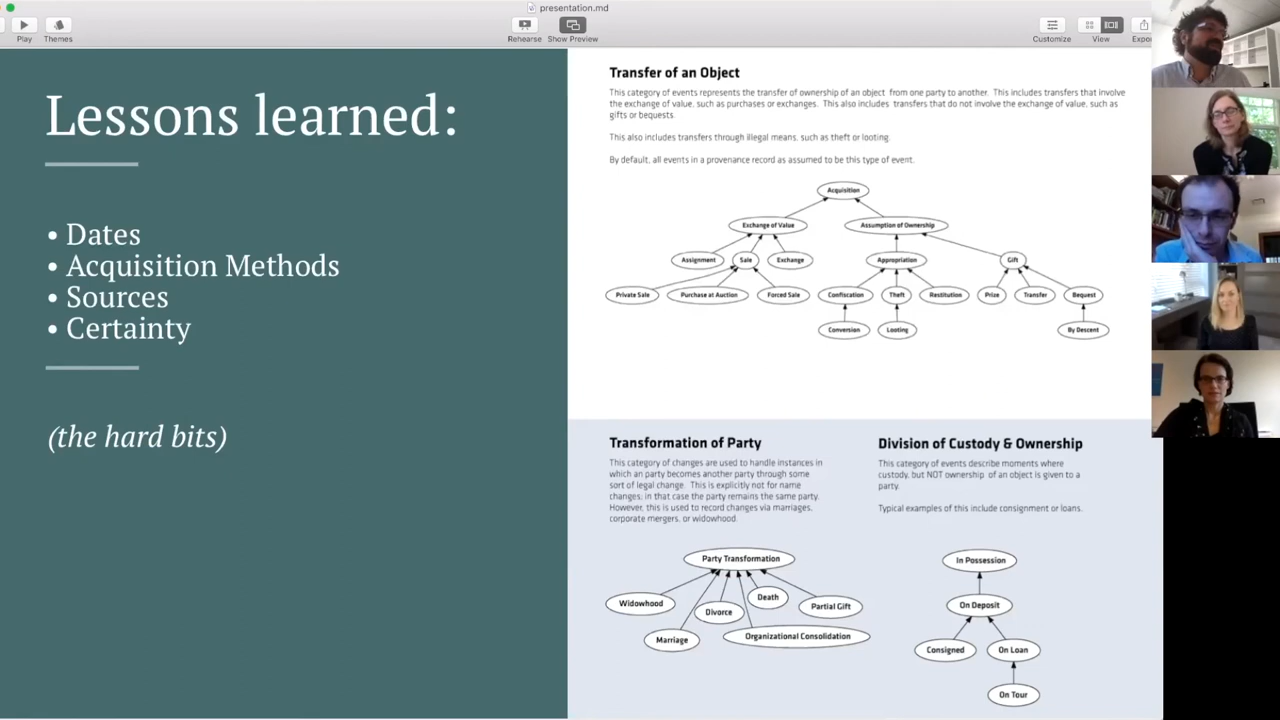 presentation.md
Play
Themes
Rehearse
Show Preview
Customize
View
Lessons learned:
• Dates
• Acquisition Methods
• Sources
• Certainty
(the hard bits)
Transfer of an Object
This category of events represents the transfer of ownership of an object from one party to another. This includes transfers that involve
the exchange of value, such as purchases or exchanges. This also includes transfers that do not involve the exchange of value, such as
gifts or bequests.
This also includes transfers through illegal means, such as theft or looting.
By default, all events in a provenance record as assumed to be this type of event.
Acquisition
Exchange of Value
Assumption of Ownership
Assignment
Sale
Exchange
Appropriation
Gift
Private Sale
Purchase at Auction
Forced Sale
Confiscation
Theft
Restitution
Prize
Transfer
Bequest
Conversion
Looting
By Descent
Transformation of Party
This category of changes are used to handle instances in
which an party becomes another party through some
sort of legal change. This is explicitly not for name
changes; in that case the party remains the same party.
However, this is used to record changes via marriages,
corporate mergers, or widowhood.
Party Transformation
Widowhood
Death
Divorce
Partial Gift
Marriage
Organizational Consolidation
Division of Custody & Ownership
This category of events describe moments where
custody, but NOT ownership of an object is given to a
party.
Typical examples of this include consignment or loans.
In Possession
On Deposit
Consigned
On Loan
On Tour